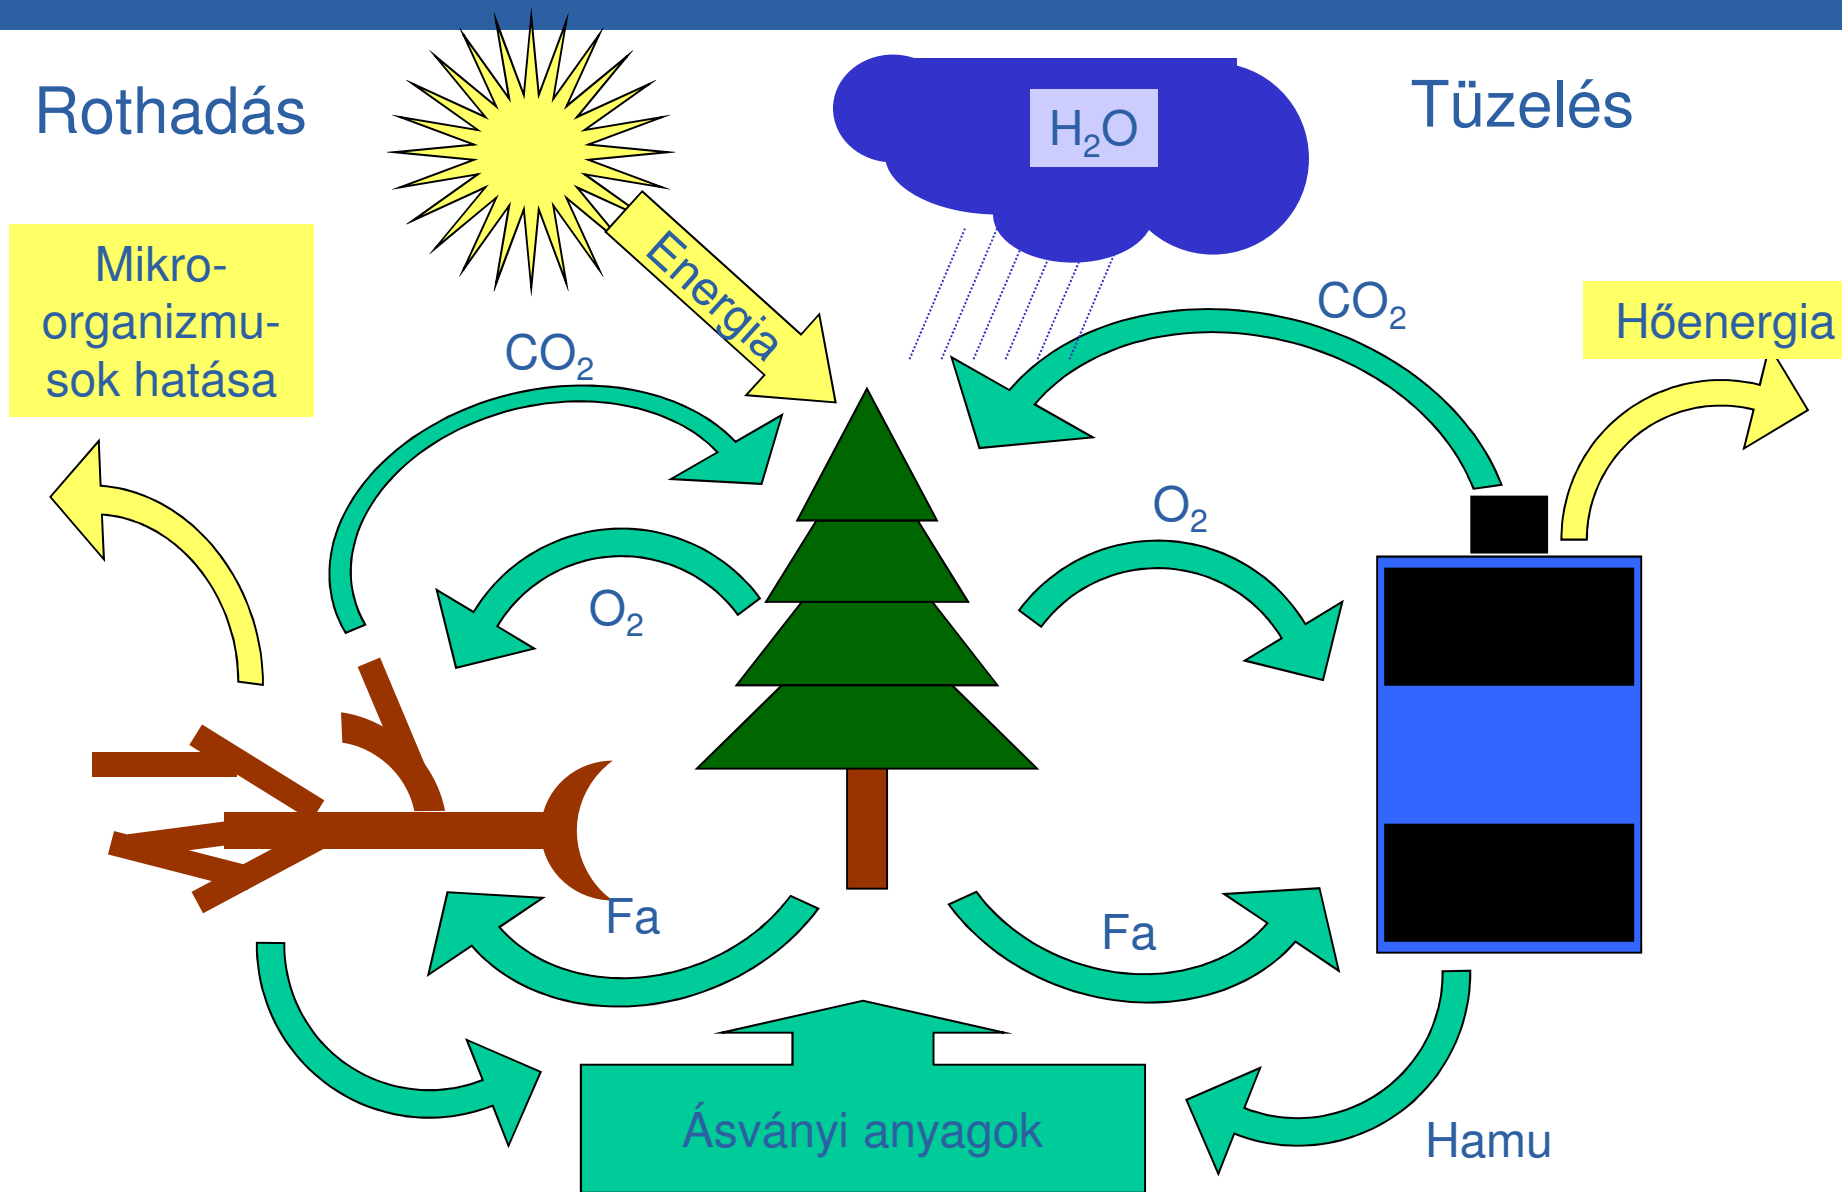 Rothadás
Tüzelés
H₂O
Energia
Mikro-
organizmu-
sok hatása
CO₂
CO₂
Hőenergia
O₂
O₂
Fa
Fa
Ásványi anyagok
Hamu